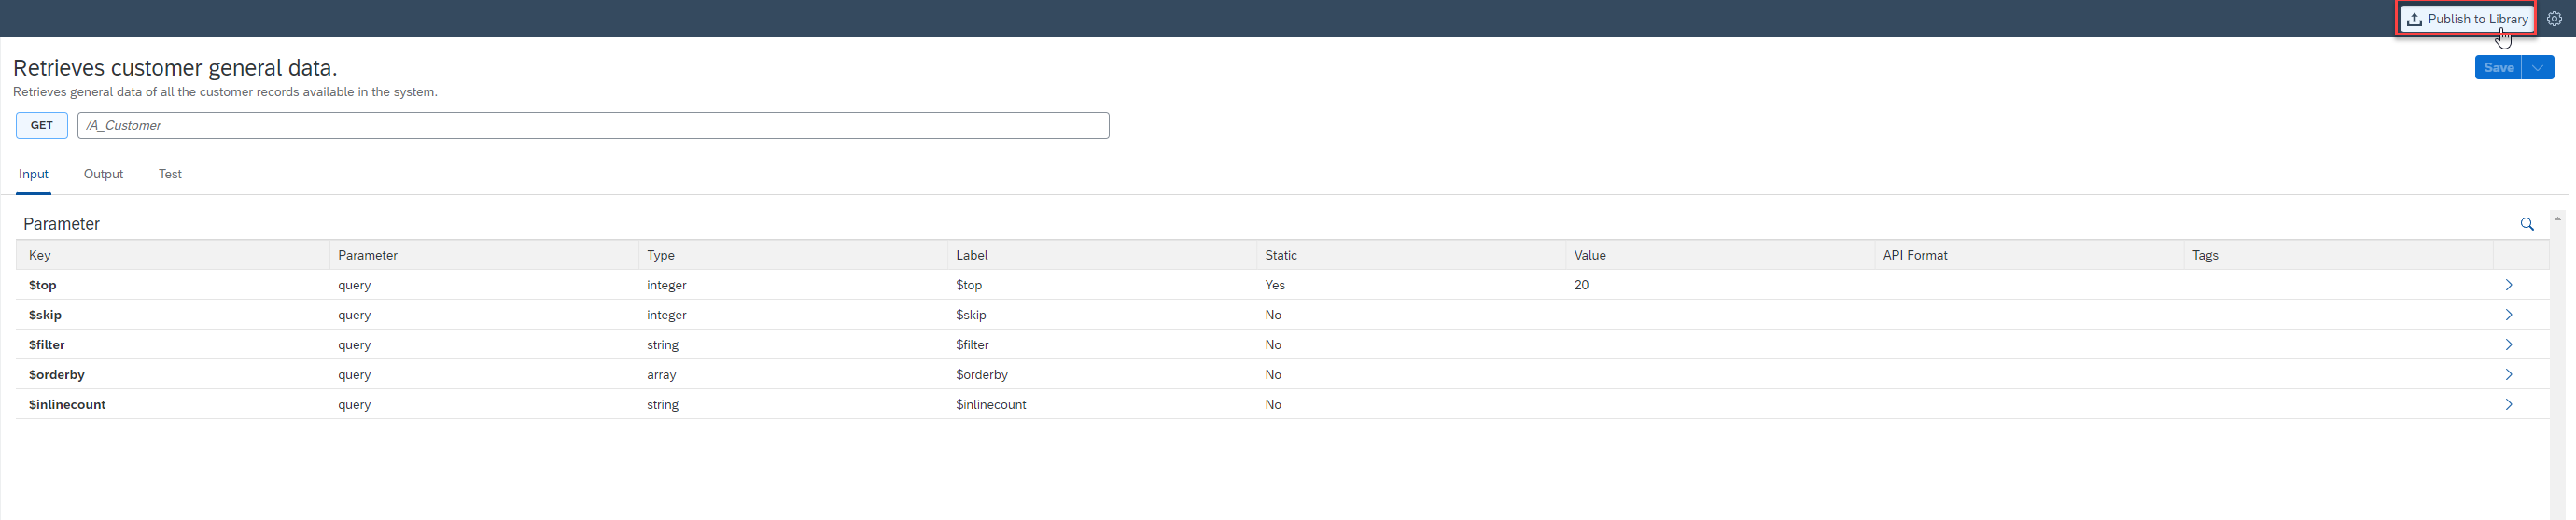 Publish to Library
Retrieves customer general data.
Save
Retrieves general data of all the customer records available in the system.
GET /A_Customer
Input Output Test
Parameter
Key Parameter Type Label Static Value API Format Tags
$top query integer $top Yes 20
$skip query integer $skip No
$filter query string $filter No
$orderby query array $orderby No
$inlinecount query string $inlinecount No